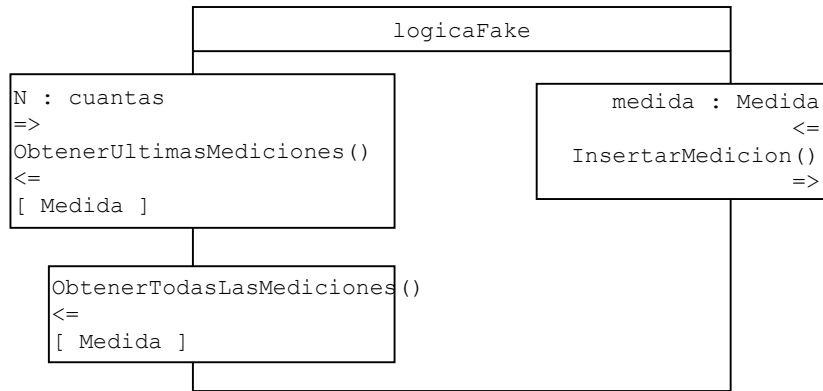 logicaFake
N : cuantas
=>
ObtenerUltimasMediciones()
<=
[ Medida ]
medida : Medida
<=
InsertarMedicion()
=>
ObtenerTodasLasMediciones()
<=
[ Medida ]